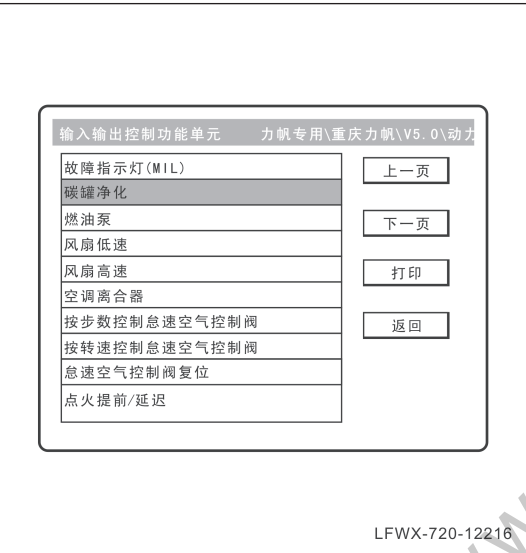 输入输出控制功能单元 力帆专用\重庆力帆\V5.0\动力
故障指示灯(MIL)
上一页
碳罐净化
燃油泵
下一页
风扇低速
风扇高速
打印
空调离合器
按步数控制怠速空气控制阀
返回
按转速控制怠速空气控制阀
怠速空气控制阀复位
点火提前/延迟
LFWX-720-12216